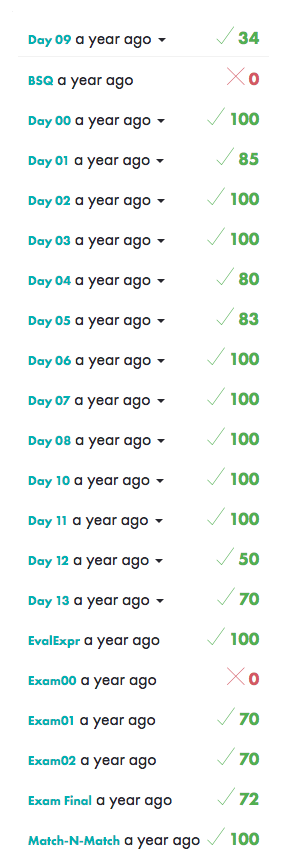 Day 09 a year ago 34
BSQ a year ago 0
Day 00 a year ago 100
Day 01 a year ago 85
Day 02 a year ago 100
Day 03 a year ago 100
Day 04 a year ago 80
Day 05 a year ago 83
Day 06 a year ago 100
Day 07 a year ago 100
Day 08 a year ago 100
Day 10 a year ago 100
Day 11 a year ago 100
Day 12 a year ago 50
Day 13 a year ago 70
EvalExpr a year ago 100
Exam00 a year ago 0
Exam01 a year ago 70
Exam02 a year ago 70
Exam Final a year ago 72
Match-N-Match a year ago 100